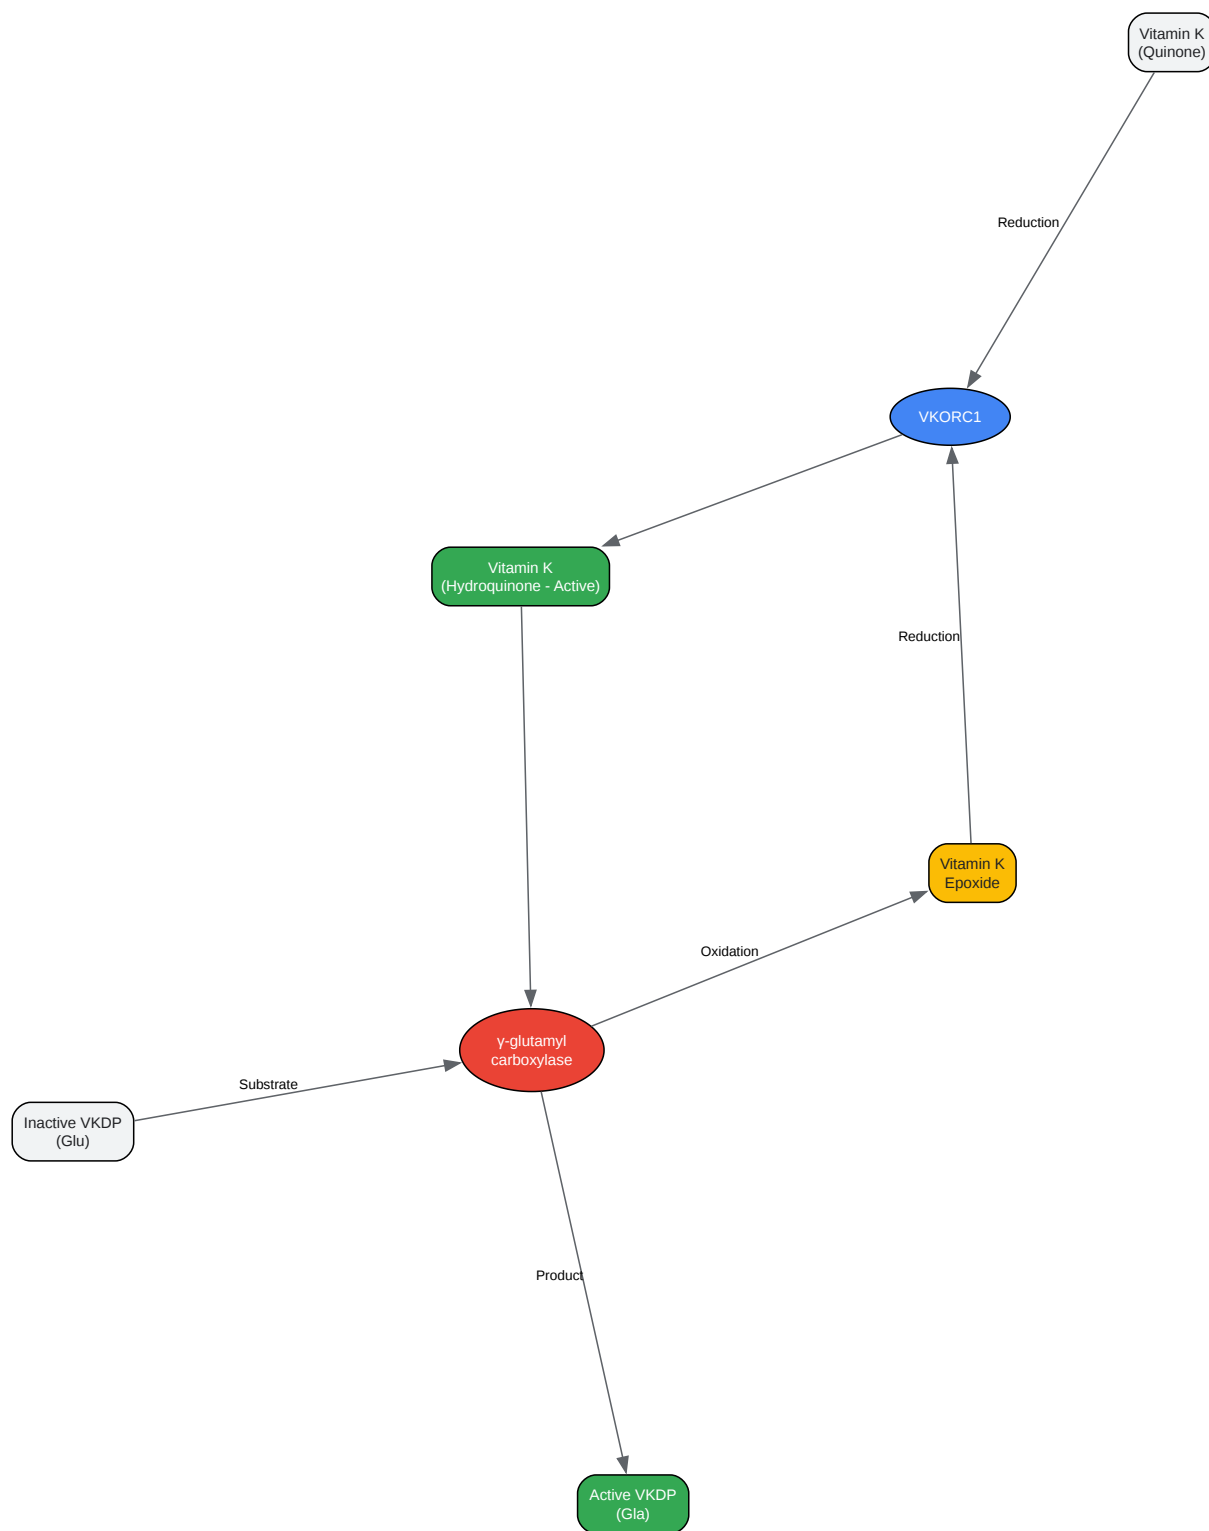 Vitamin K
(Quinone)
Reduction
VKORC1
Vitamin K
(Hydroquinone - Active)
Reduction
Vitamin K
Epoxide
Oxidation
γ-glutamyl
carboxylase
Substrate
Inactive VKDP
(Glu)
Product
Active VKDP
(Gla)